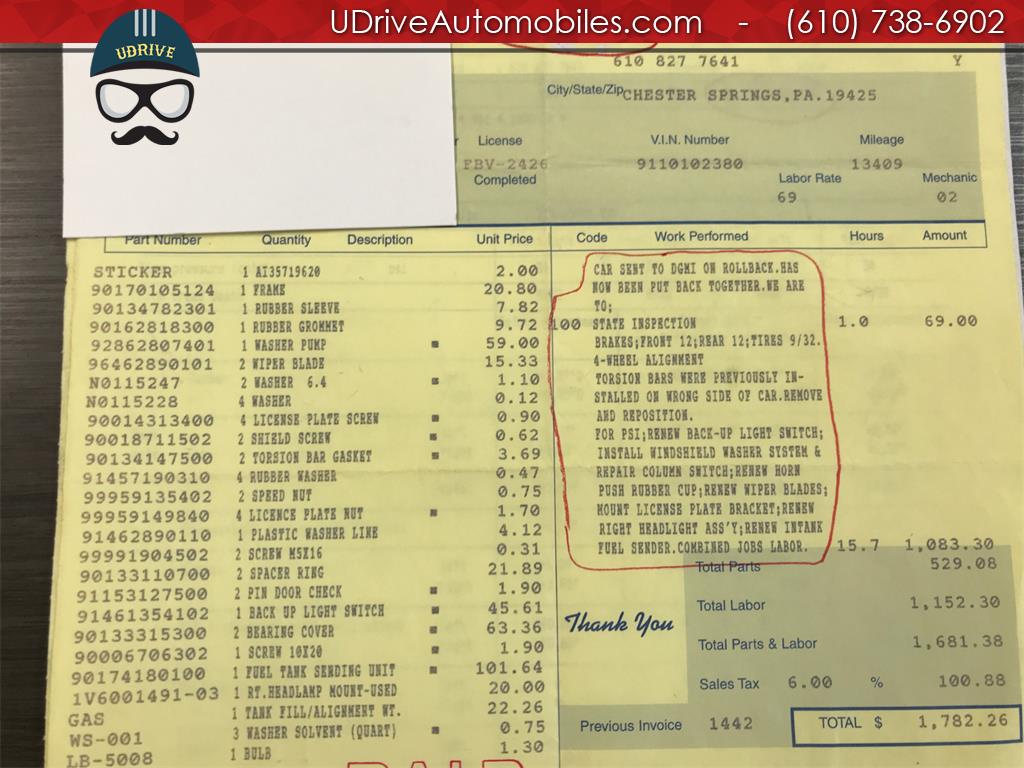 UDriveAutomobiles.com - (610) 738-6902
UDRIVE
610 827 7641 Y
City/State/Zip CHESTER SPRINGS,PA.19425
License V.I.N. Number Mileage
FBV-2426 9110102380 13409
Completed Labor Rate Mechanic
69 02
Part Number Quantity Description Unit Price Code Work Performed Hours Amount
STICKER 1 AI35719620 2.00 CAR SENT TO DGMI ON ROLLBACK.HAS
90170105124 1 FRAME 20.80 NOW BEEN PUT BACK TOGETHER.WE ARE
90134782301 1 RUBBER SLEEVE 7.82 TO;
90162818300 1 RUBBER GROMMET 9.72 100 STATE INSPECTION 1.0 69.00
92862807401 1 WASHER PUMP 59.00 BRAKES;FRONT 12;REAR 12;TIRES 9/32.
96462890101 2 WIPER BLADE 15.33 4-WHEEL ALIGNMENT
N0115247 2 WASHER 6.4 1.10 TORSION BARS WERE PREVIOUSLY IN-
N0115228 4 WASHER 0.12 STALLED ON WRONG SIDE OF CAR.REMOVE
90014313400 4 LICENSE PLATE SCREW 0.90 AND REPOSITION.
90018711502 2 SHIELD SCREW 0.62 FOR PSI;RENEW BACK-UP LIGHT SWITCH;
90134147500 2 TORSION BAR GASKET 3.69 INSTALL WINDSHIELD WASHER SYSTEM &
91457190310 4 RUBBER WASHER 0.47 REPAIR COLUMN SWITCH;RENEW HORN
99959135402 2 SPEED NUT 0.75 PUSH RUBBER CUP;RENEW WIPER BLADES;
99959149840 4 LICENCE PLATE NUT 1.70 MOUNT LICENSE PLATE BRACKET;RENEW
91462890110 1 PLASTIC WASHER LINE 4.12 RIGHT HEADLIGHT ASS'Y;RENEW INTANK
99991904502 2 SCREW M5X16 0.31 FUEL SENDER.COMBINED JOBS LABOR. 15.7 1,083.30
90133110700 2 SPACER RING 21.89 Total Parts 529.08
91153127500 2 PIN DOOR CHECK 1.90
91461354102 1 BACK UP LIGHT SWITCH 45.61 Thank You Total Labor 1,152.30
90133315300 2 BEARING COVER 63.36
90006706302 1 SCREW 10X20 1.90 Total Parts & Labor 1,681.38
90174180100 1 FUEL TANK SENDING UNIT 101.64
1V6001491-03 1 RT.HEADLAMP MOUNT-USED 20.00 Sales Tax 6.00 % 100.88
GAS 1 TANK FILL/ALIGNMENT WT. 22.26
WS-001 3 WASHER SOLVENT (QUART) 0.75 Previous Invoice 1442 TOTAL $ 1,782.26
LB-5008 1 BULB 1.30